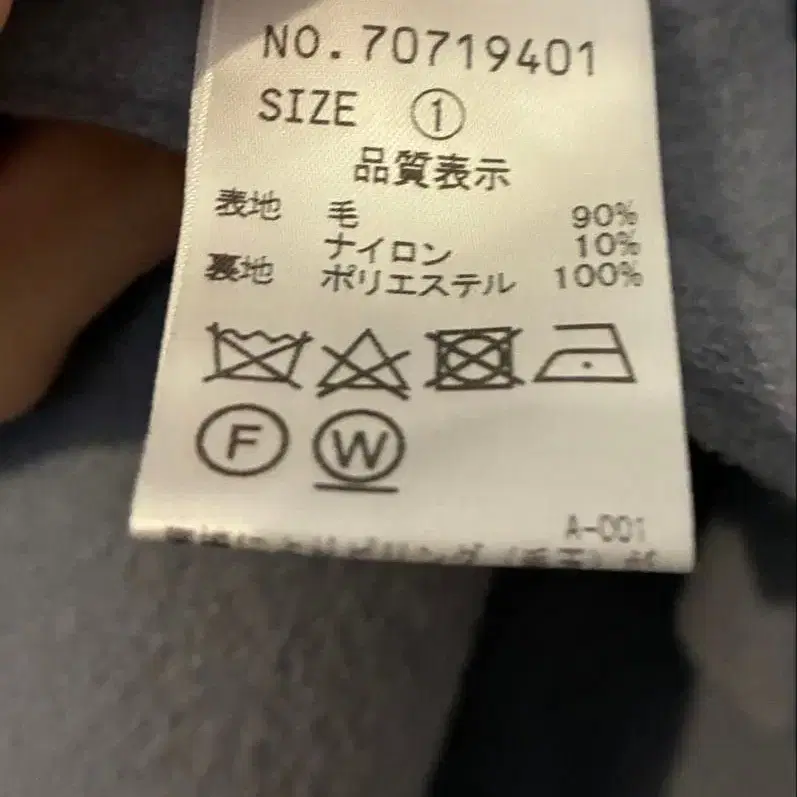 NO.70719401
SIZE ①
品質表示
表地 毛 90%
ナイロン 10%
裏地 ポリエステル 100%
F W
A-001